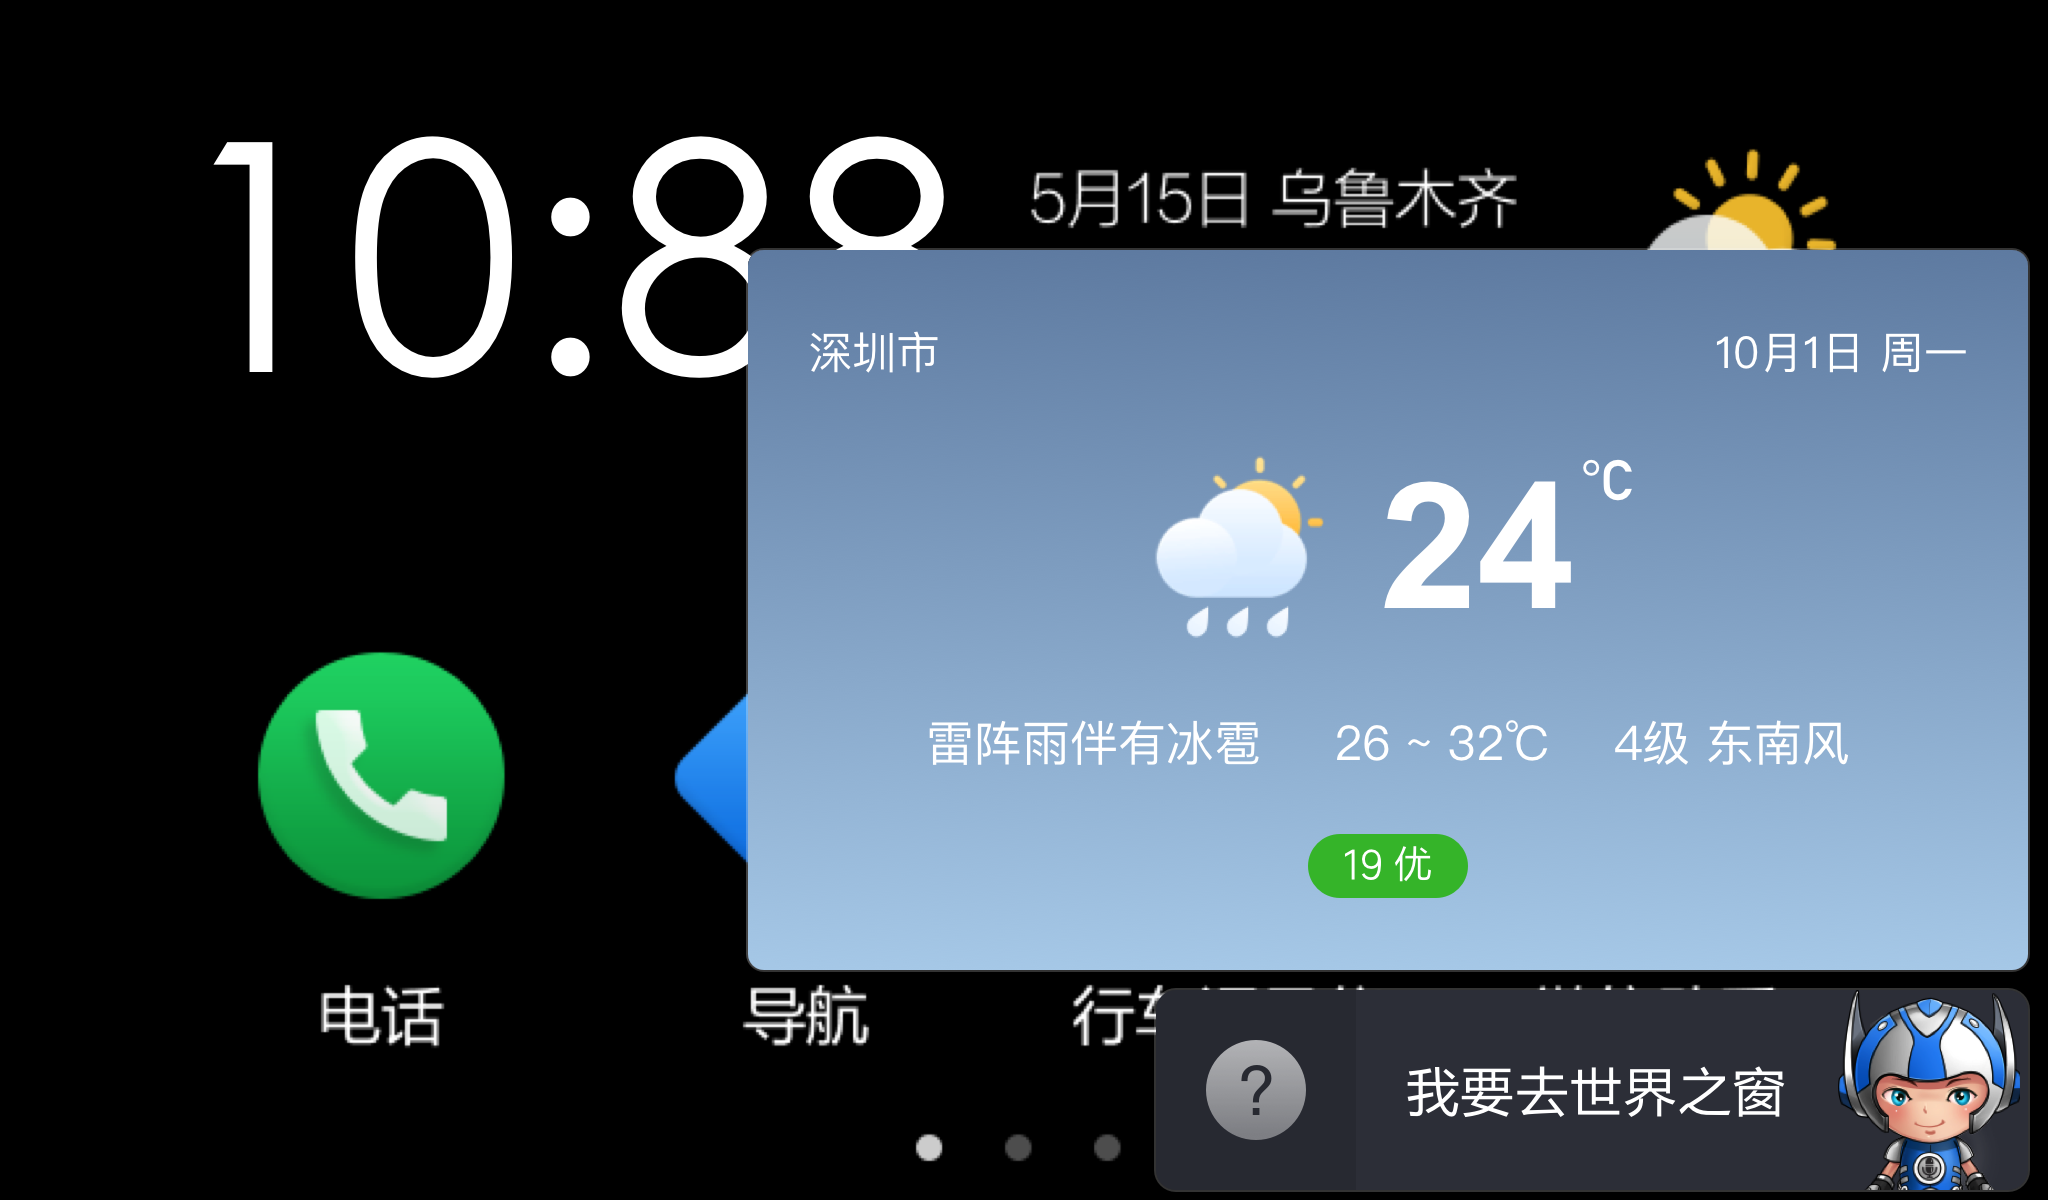 10:88
5月15日 乌鲁木齐
深圳市
10月1日 周一
24 ℃
雷阵雨伴有冰雹 26 ~ 32℃ 4级 东南风
19 优
电话
导航
行车
?
我要去世界之窗